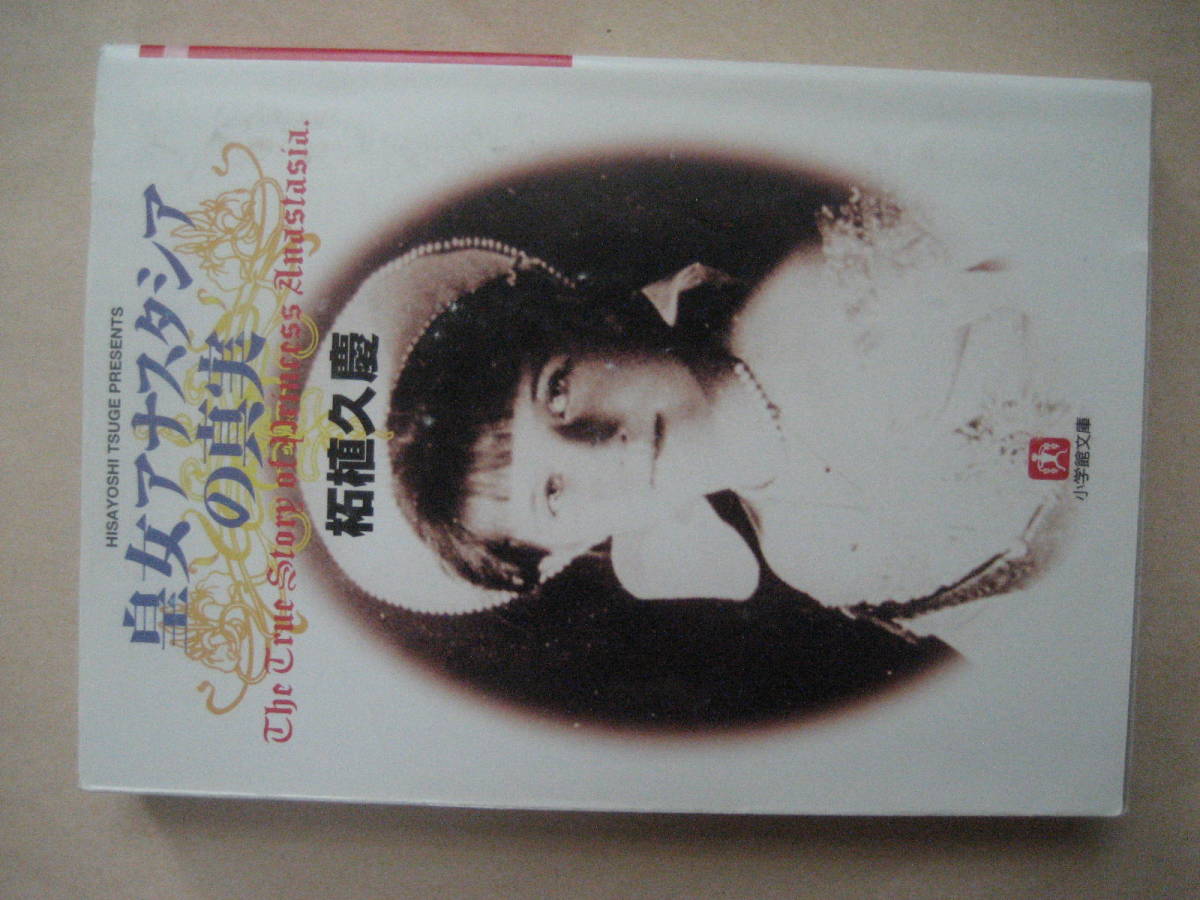 HISAYOSHI TSUGE PRESENTS
皇女アナスタシア
の真実
The True Story of Princess Anastasia.
柘植久慶
小学館文庫